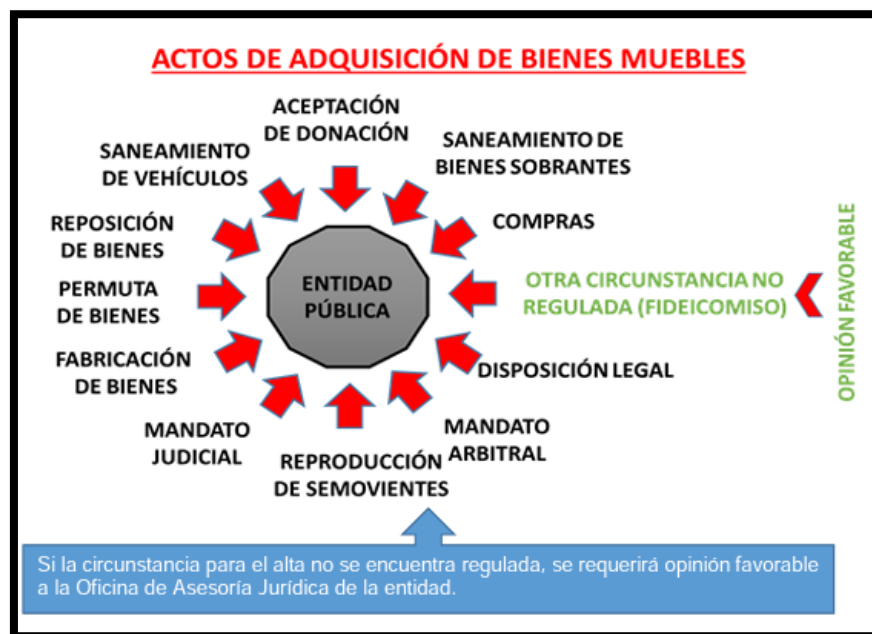 ACTOS DE ADQUISICIÓN DE BIENES MUEBLES
ACEPTACIÓN
DE DONACIÓN
SANEAMIENTO DE
BIENES SOBRANTES
COMPRAS
OTRA CIRCUNSTANCIA NO
REGULADA (FIDEICOMISO)
OPINIÓN FAVORABLE
DISPOSICIÓN LEGAL
MANDATO
ARBITRAL
REPRODUCCIÓN
DE SEMOVIENTES
MANDATO
JUDICIAL
FABRICACIÓN
DE BIENES
PERMUTA
DE BIENES
REPOSICIÓN
DE BIENES
SANEAMIENTO
DE VEHÍCULOS
ENTIDAD
PÚBLICA
Si la circunstancia para el alta no se encuentra regulada, se requerirá opinión favorable
a la Oficina de Asesoría Jurídica de la entidad.